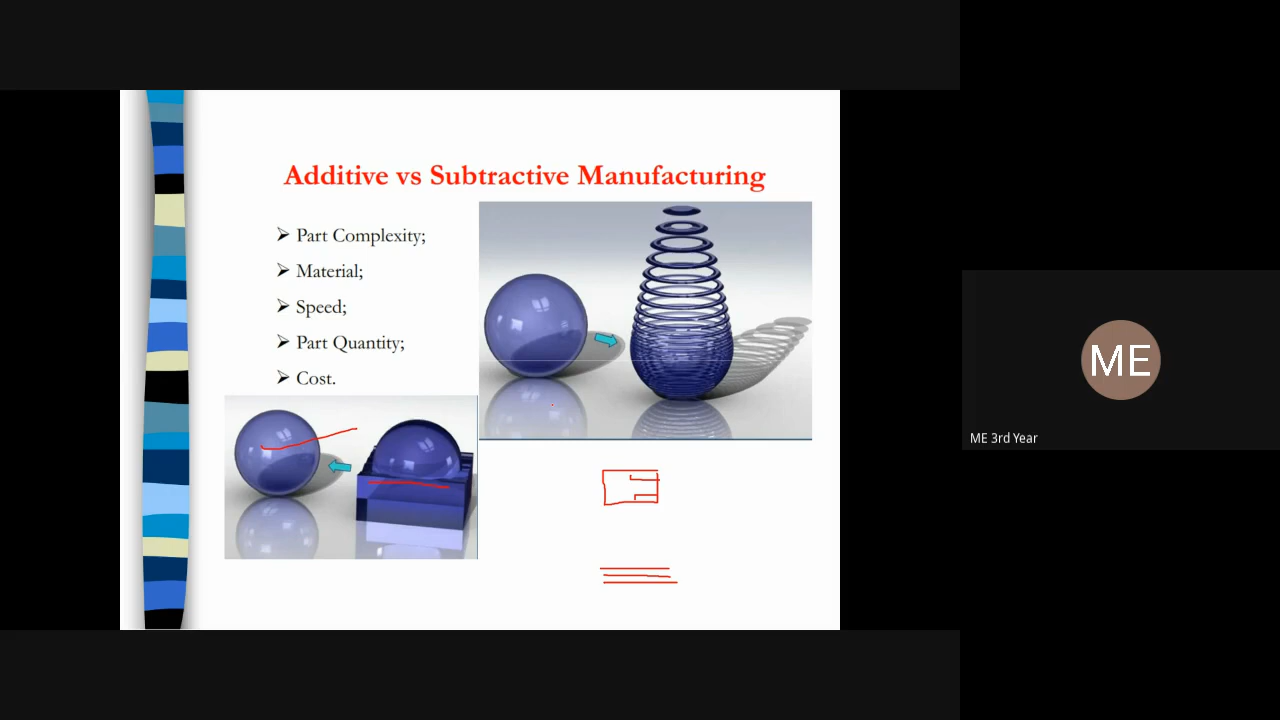 Additive vs Subtractive Manufacturing
Part Complexity;
Material;
Speed;
Part Quantity;
Cost.
ME
ME 3rd Year